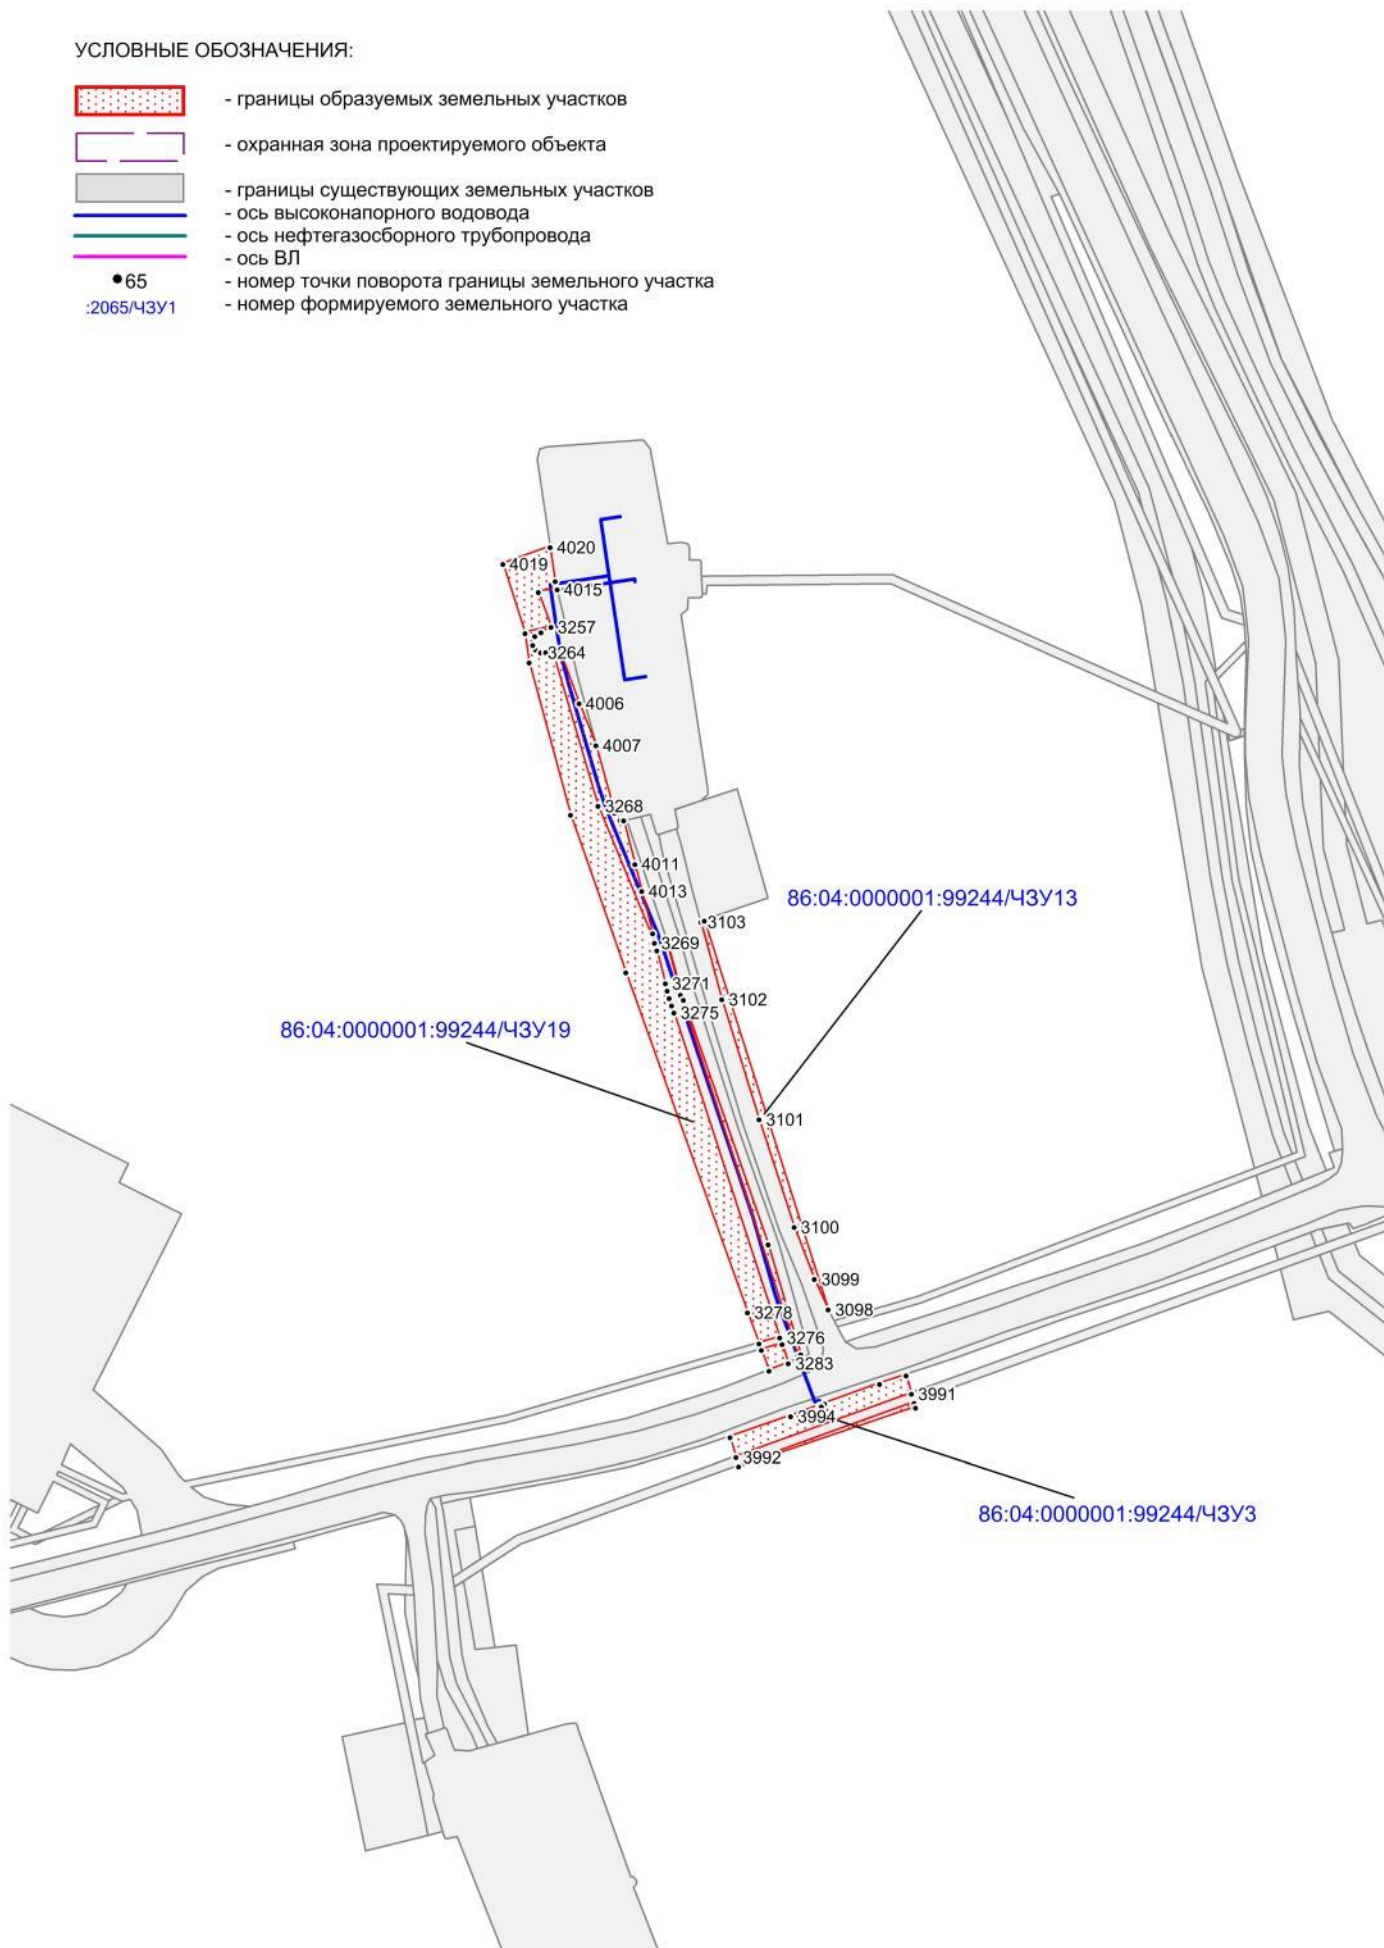 УСЛОВНЫЕ ОБОЗНАЧЕНИЯ:
- границы образуемых земельных участков
- охранная зона проектируемого объекта
- границы существующих земельных участков
- ось высоконапорного водовода
- ось нефтегазосборного трубопровода
- ось ВЛ
65 - номер точки поворота границы земельного участка
:2065/ЧЗУ1 - номер формируемого земельного участка
4020
4019
4015
3257
3264
4006
4007
3268
4011
4013
86:04:0000001:99244/ЧЗУ13
3103
3269
3271
3102
3275
86:04:0000001:99244/ЧЗУ19
3101
3100
3099
3098
3278
3276
3283
3991
3994
3992
86:04:0000001:99244/ЧЗУ3